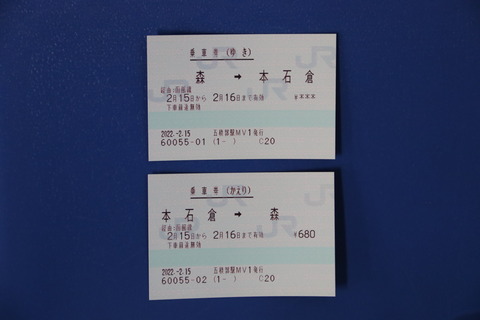 乗車券 (ゆき)
森 → 本石倉
経由:函館線
2月15日から 2月16日まで有効 ¥***
下車前途無効
2022.-2.15 五稜郭駅MV1発行
60055-01 (1- ) C20
乗車券 (かえり)
本石倉 → 森
経由:函館線
2月15日から 2月16日まで有効 ¥680
下車前途無効
2022.-2.15 五稜郭駅MV1発行
60055-02 (1- ) C20